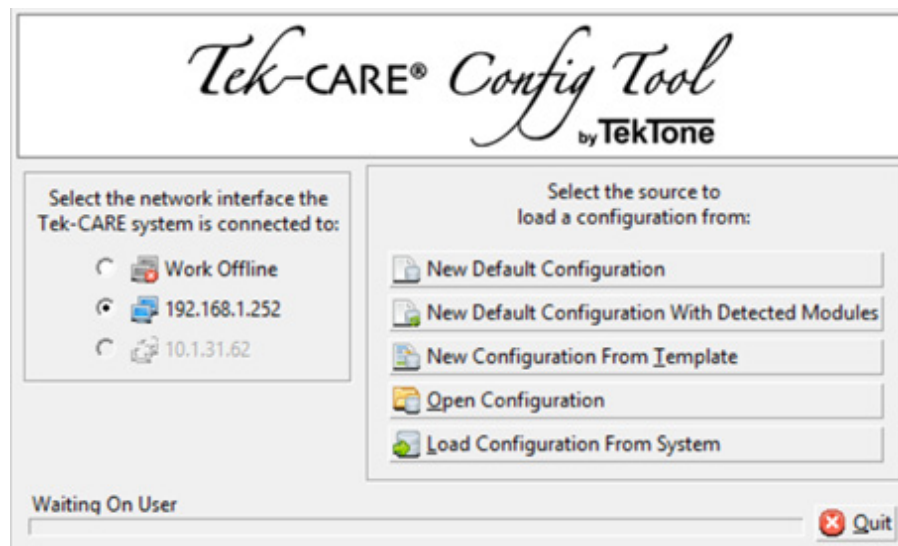 Tek-CARE® Config Tool
by TekTone
Select the network interface the
Tek-CARE system is connected to:
Work Offline
192.168.1.252
10.1.31.62
Select the source to
load a configuration from:
New Default Configuration
New Default Configuration With Detected Modules
New Configuration From Template
Open Configuration
Load Configuration From System
Waiting On User
Quit